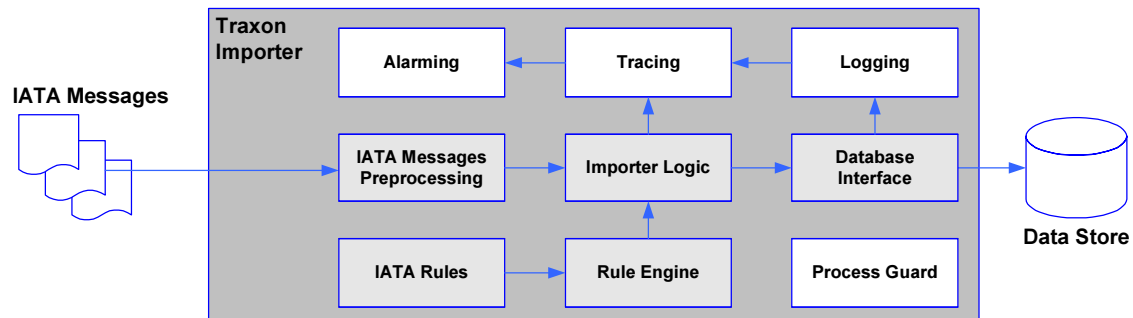 Traxon
Importer
Alarming
Tracing
Logging
IATA Messages
IATA Messages
Preprocessing
Importer Logic
Database
Interface
Data Store
IATA Rules
Rule Engine
Process Guard